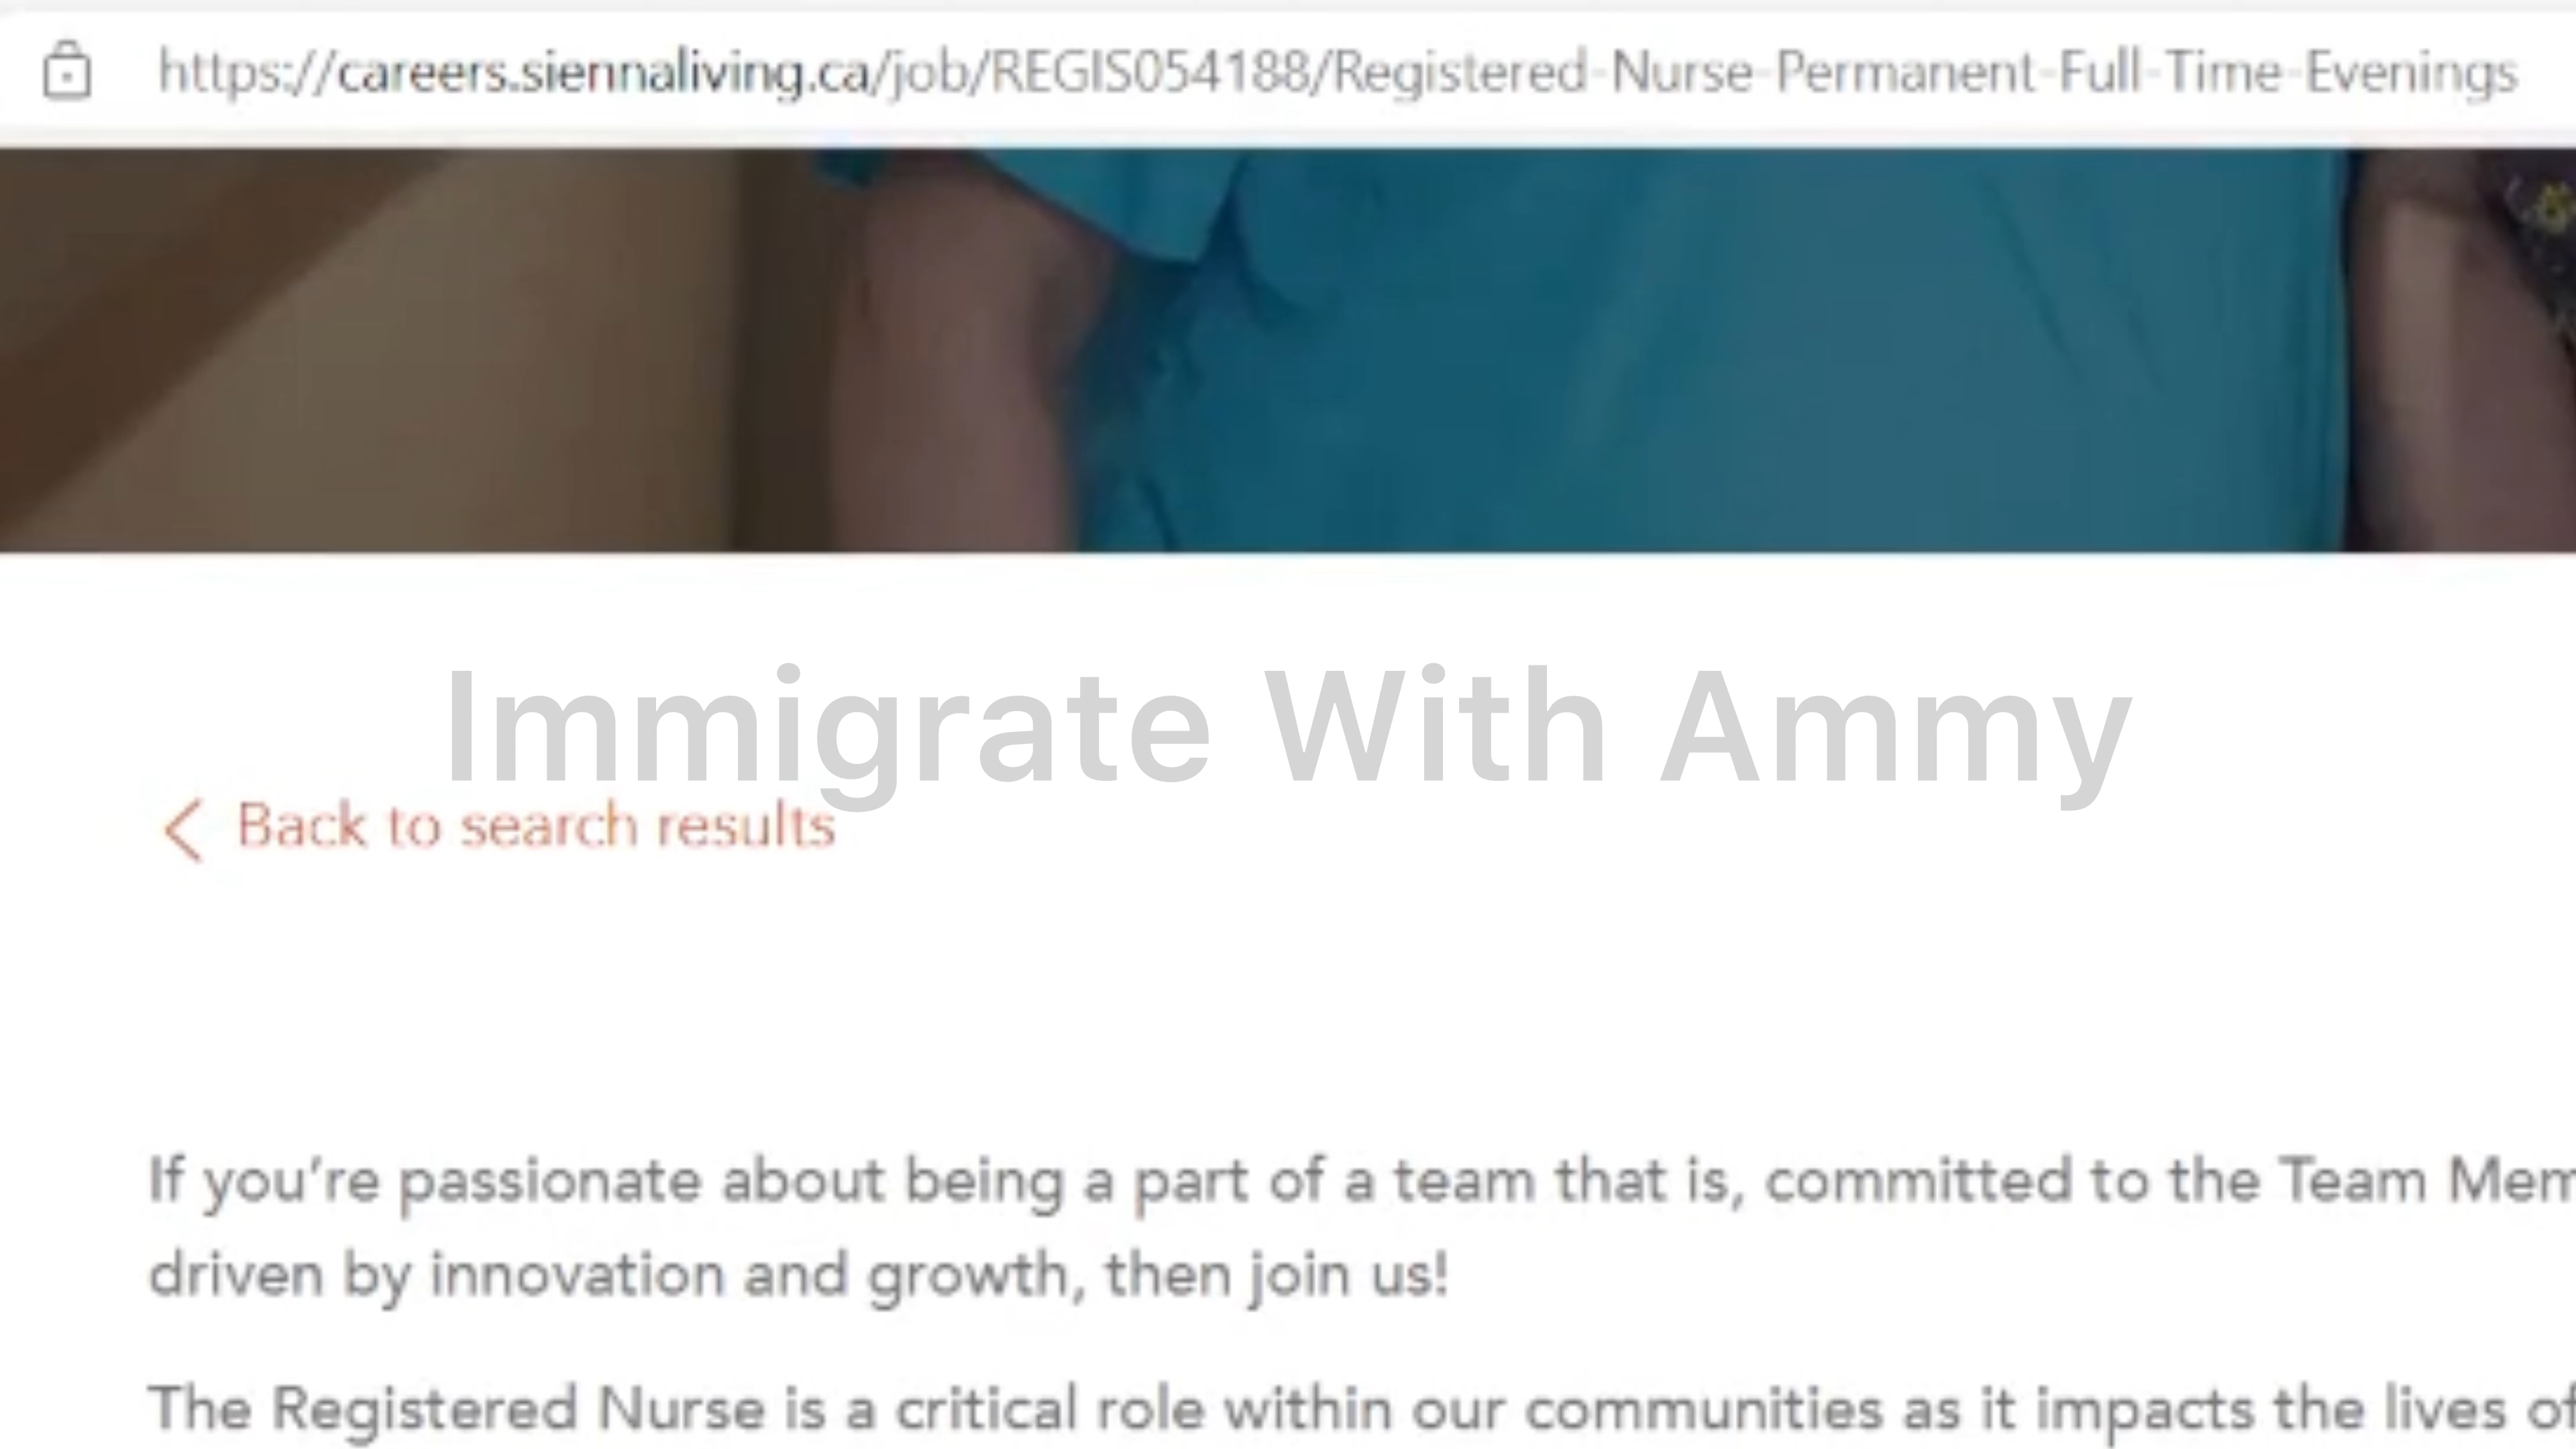 https://careers.siennaliving.ca/job/REGIS054188/Registered-Nurse-Permanent-Full-Time-Evenings
Immigrate With Ammy
Back to search results
If you’re passionate about being a part of a team that is, committed to the Team Mem
driven by innovation and growth, then join us!
The Registered Nurse is a critical role within our communities as it impacts the lives of